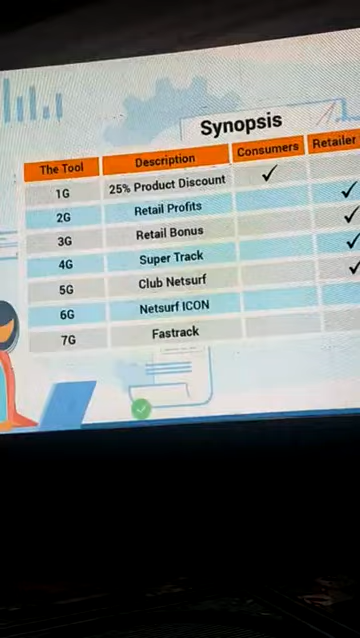 Synopsis
The Tool Description Consumers Retailer
1G 25% Product Discount ✓
2G Retail Profits ✓
3G Retail Bonus ✓
4G Super Track ✓
5G Club Netsurf ✓
6G Netsurf ICON
7G Fastrack